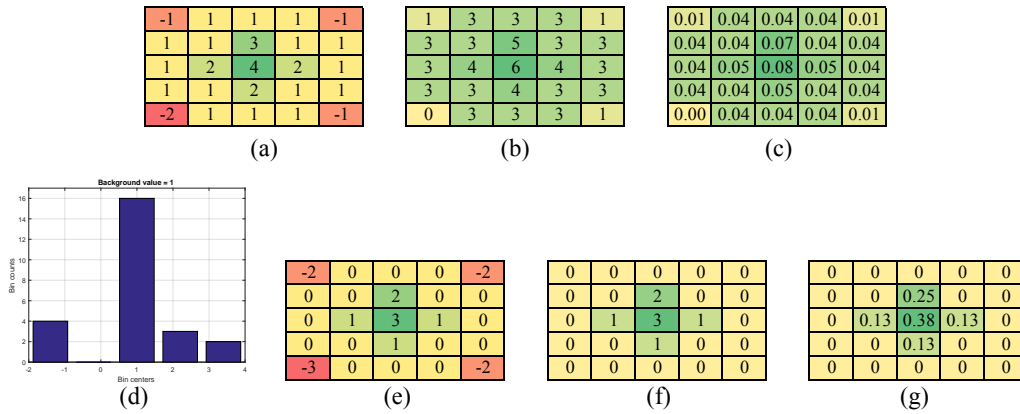 -1 1 1 1 -1
1 1 3 1 1
1 2 4 2 1
1 1 2 1 1
-2 1 1 1 -1
(a)
1 3 3 3 1
3 3 5 3 3
3 4 6 4 3
3 3 4 3 3
0 3 3 3 1
(b)
0.01 0.04 0.04 0.04 0.01
0.04 0.04 0.07 0.04 0.04
0.04 0.05 0.08 0.05 0.04
0.04 0.04 0.05 0.04 0.04
0.00 0.04 0.04 0.04 0.01
(c)
Background value = 1
Bin counts
16
14
12
10
8
6
4
2
0
-2 -1 0 1 2 3 4
Bin centers
(d)
-2 0 0 0 -2
0 0 2 0 0
0 1 3 1 0
0 0 1 0 0
-3 0 0 0 -2
(e)
0 0 0 0 0
0 0 2 0 0
0 1 3 1 0
0 0 1 0 0
0 0 0 0 0
(f)
0 0 0 0 0
0 0 0.25 0 0
0 0.13 0.38 0.13 0
0 0 0.13 0 0
0 0 0 0 0
(g)